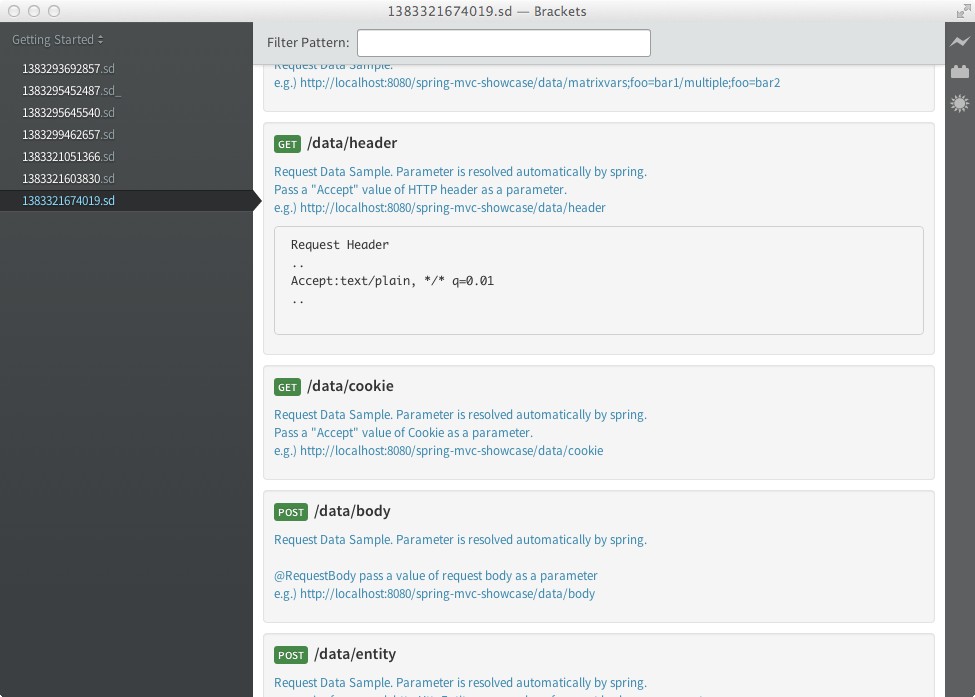 1383321674019.sd — Brackets
Getting Started
1383293692857.sd
1383295452487.sd_
1383295645540.sd
1383299462657.sd
1383321051366.sd
1383321603830.sd
1383321674019.sd
Filter Pattern:
Request Data Sample.
e.g.) http://localhost:8080/spring-mvc-showcase/data/matrixvars;foo=bar1/multiple;foo=bar2
GET /data/header
Request Data Sample. Parameter is resolved automatically by spring.
Pass a "Accept" value of HTTP header as a parameter.
e.g.) http://localhost:8080/spring-mvc-showcase/data/header
Request Header
..
Accept:text/plain, */* q=0.01
..
GET /data/cookie
Request Data Sample. Parameter is resolved automatically by spring.
Pass a "Accept" value of Cookie as a parameter.
e.g.) http://localhost:8080/spring-mvc-showcase/data/cookie
POST /data/body
Request Data Sample. Parameter is resolved automatically by spring.
@RequestBody pass a value of request body as a parameter
e.g.) http://localhost:8080/spring-mvc-showcase/data/body
POST /data/entity
Request Data Sample. Parameter is resolved automatically by spring.